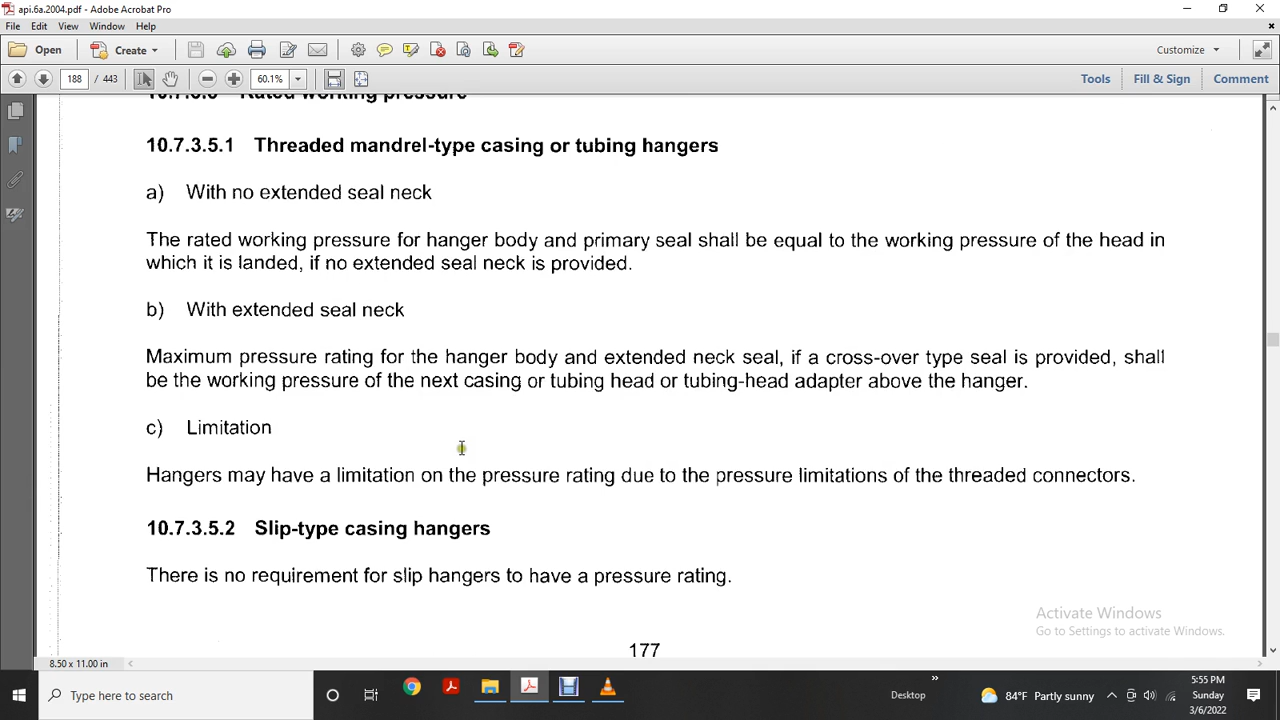 api.6a.2004.pdf - Adobe Acrobat Pro
File Edit View Window Help
Open Create Customize
188 / 443 60.1% Tools Fill & Sign Comment
10.7.3.5 Rated working pressure
10.7.3.5.1 Threaded mandrel-type casing or tubing hangers
a) With no extended seal neck
The rated working pressure for hanger body and primary seal shall be equal to the working pressure of the head in
which it is landed, if no extended seal neck is provided.
b) With extended seal neck
Maximum pressure rating for the hanger body and extended neck seal, if a cross-over type seal is provided, shall
be the working pressure of the next casing or tubing head or tubing-head adapter above the hanger.
c) Limitation
Hangers may have a limitation on the pressure rating due to the pressure limitations of the threaded connectors.
10.7.3.5.2 Slip-type casing hangers
There is no requirement for slip hangers to have a pressure rating.
Activate Windows
Go to Settings to activate Windows.
177
8.50 x 11.00 in
Type here to search
Desktop
84°F Partly sunny
5:55 PM
Sunday
3/6/2022